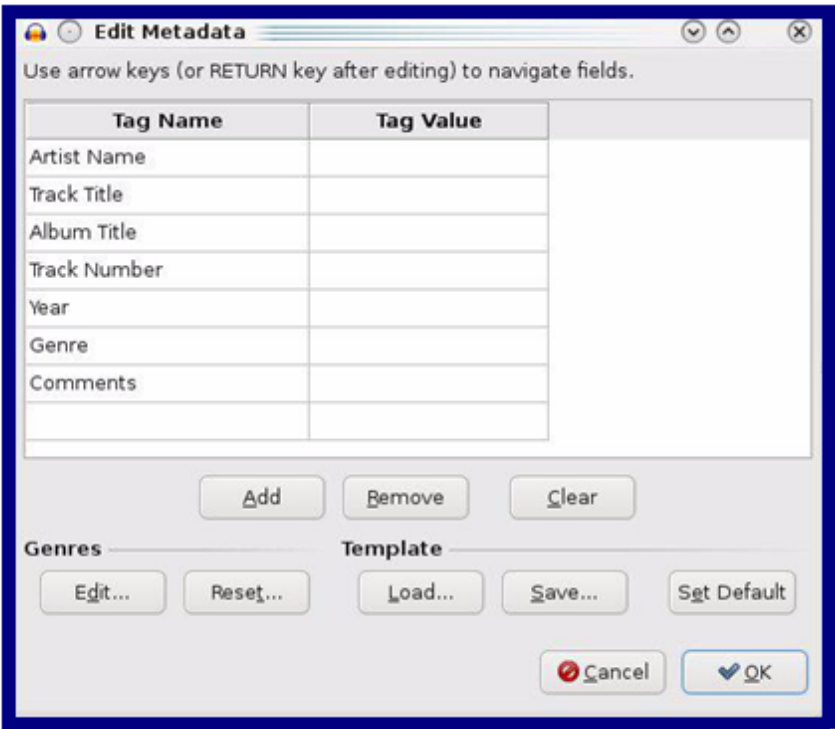 Edit Metadata
Use arrow keys (or RETURN key after editing) to navigate fields.
Tag Name Tag Value
Artist Name
Track Title
Album Title
Track Number
Year
Genre
Comments
Add Remove Clear
Genres Template
Edit... Reset... Load... Save... Set Default
Cancel OK